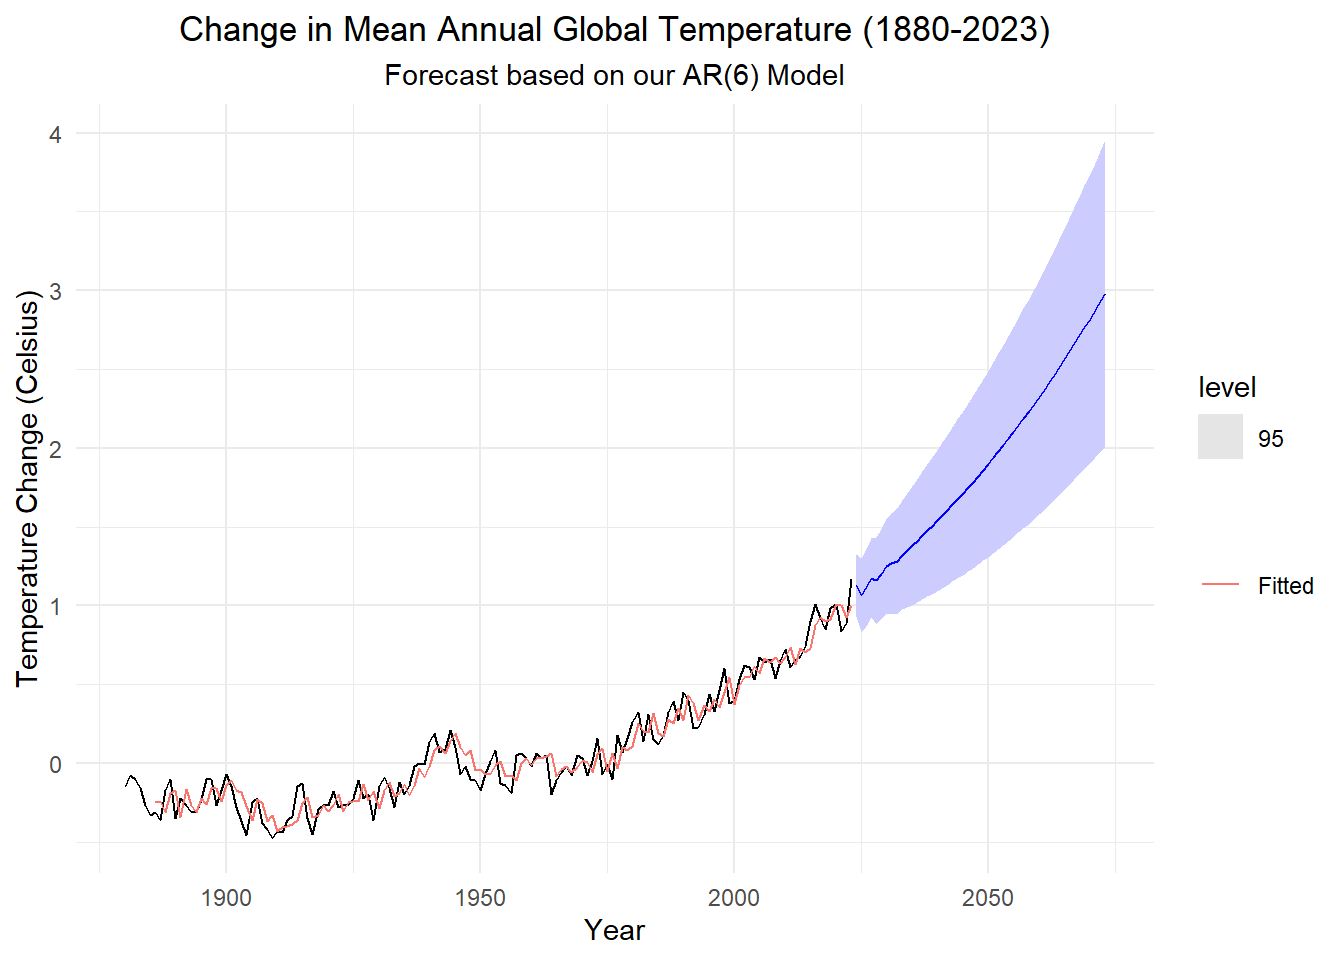 Change in Mean Annual Global Temperature (1880-2023)
Forecast based on our AR(6) Model
4
3
2
1
0
Temperature Change (Celsius)
1900
1950
2000
2050
Year
level
95
Fitted